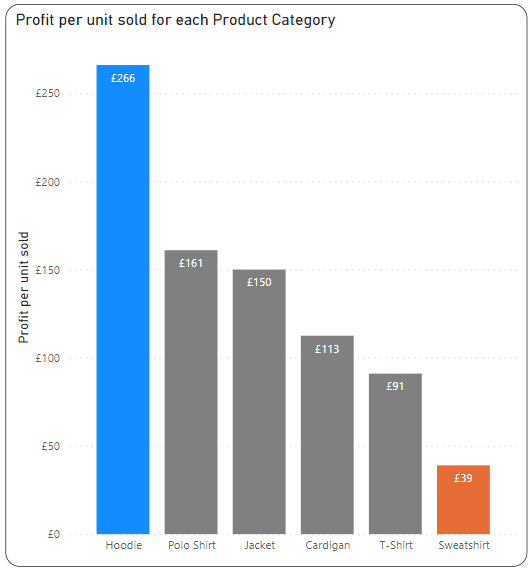 Profit per unit sold for each Product Category
Profit per unit sold
£250
£200
£150
£100
£50
£0
£266
£161
£150
£113
£91
£39
Hoodie
Polo Shirt
Jacket
Cardigan
T-Shirt
Sweatshirt